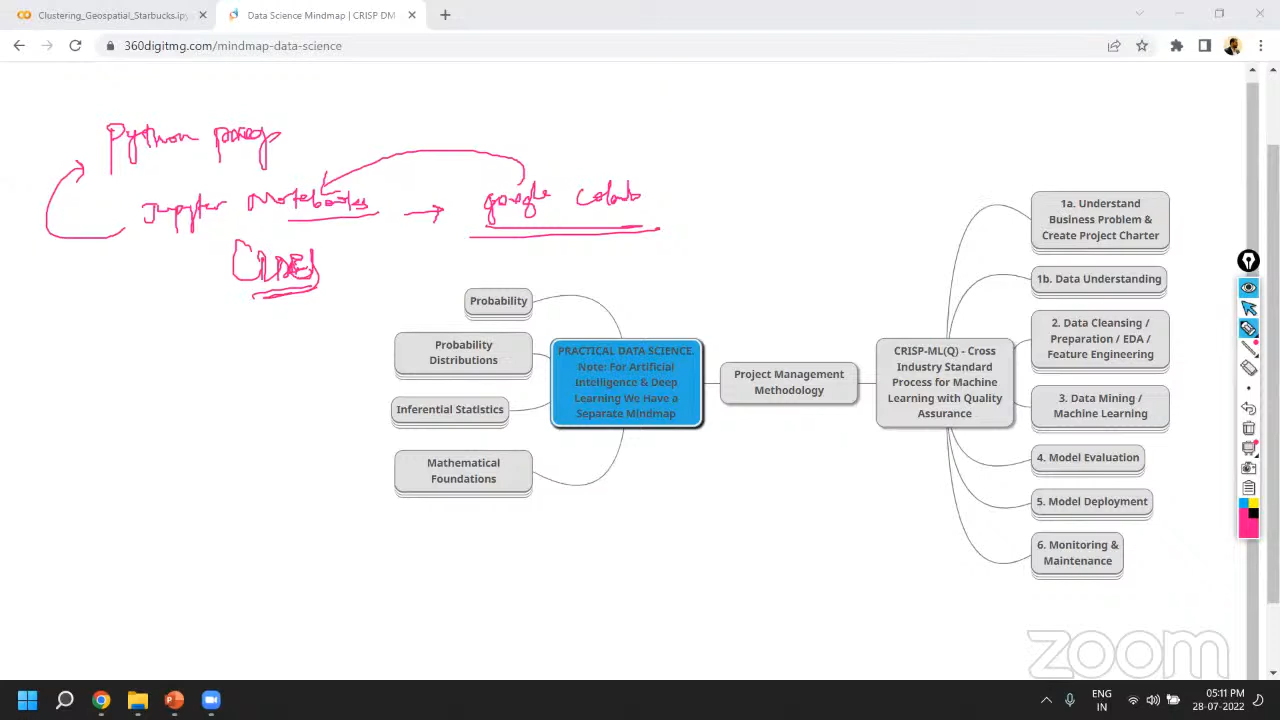 Clustering_Geospatial_Starbucks.ipy
Data Science Mindmap | CRISP DM
360digitmg.com/mindmap-data-science
Python prog
Jupyter Notebooks → google colab
Probability
Probability
Distributions
Inferential Statistics
Mathematical
Foundations
PRACTICAL DATA SCIENCE.
Note: For Artificial
Intelligence & Deep
Learning We Have a
Separate Mindmap
Project Management
Methodology
CRISP-ML(Q) - Cross
Industry Standard
Process for Machine
Learning with Quality
Assurance
1a. Understand
Business Problem &
Create Project Charter
1b. Data Understanding
2. Data Cleansing /
Preparation / EDA /
Feature Engineering
3. Data Mining /
Machine Learning
4. Model Evaluation
5. Model Deployment
6. Monitoring &
Maintenance
zoom
ENG
IN
05:11 PM
28-07-2022